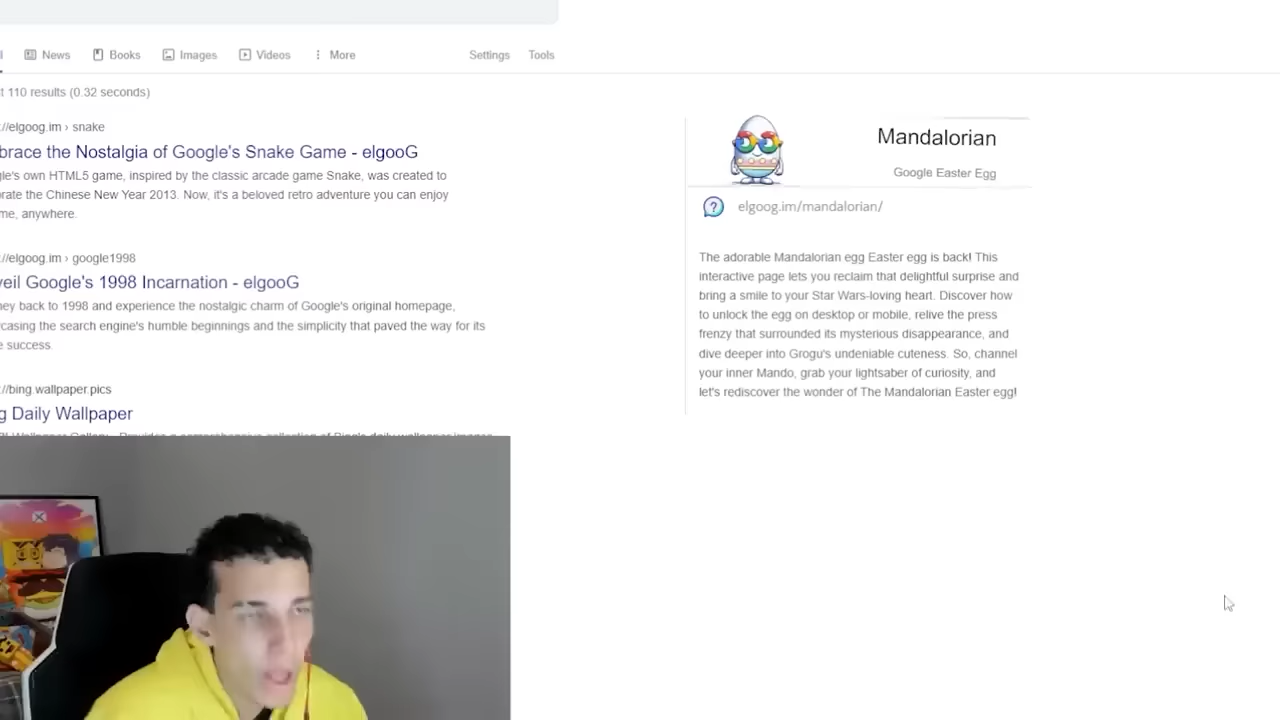 News Books Images Videos More Settings Tools
t 110 results (0.32 seconds)
://elgoog.im › snake
brace the Nostalgia of Google's Snake Game - elgooG
gle's own HTML5 game, inspired by the classic arcade game Snake, was created to
rate the Chinese New Year 2013. Now, it's a beloved retro adventure you can enjoy
me, anywhere.
://elgoog.im › google1998
veil Google's 1998 Incarnation - elgooG
ney back to 1998 and experience the nostalgic charm of Google's original homepage,
casing the search engine's humble beginnings and the simplicity that paved the way for its
e success.
://bing.wallpaper.pics
g Daily Wallpaper
Mandalorian
Google Easter Egg
elgoog.im/mandalorian/
The adorable Mandalorian egg Easter egg is back! This
interactive page lets you reclaim that delightful surprise and
bring a smile to your Star Wars-loving heart. Discover how
to unlock the egg on desktop or mobile, relive the press
frenzy that surrounded its mysterious disappearance, and
dive deeper into Grogu's undeniable cuteness. So, channel
your inner Mando, grab your lightsaber of curiosity, and
let's rediscover the wonder of The Mandalorian Easter egg!